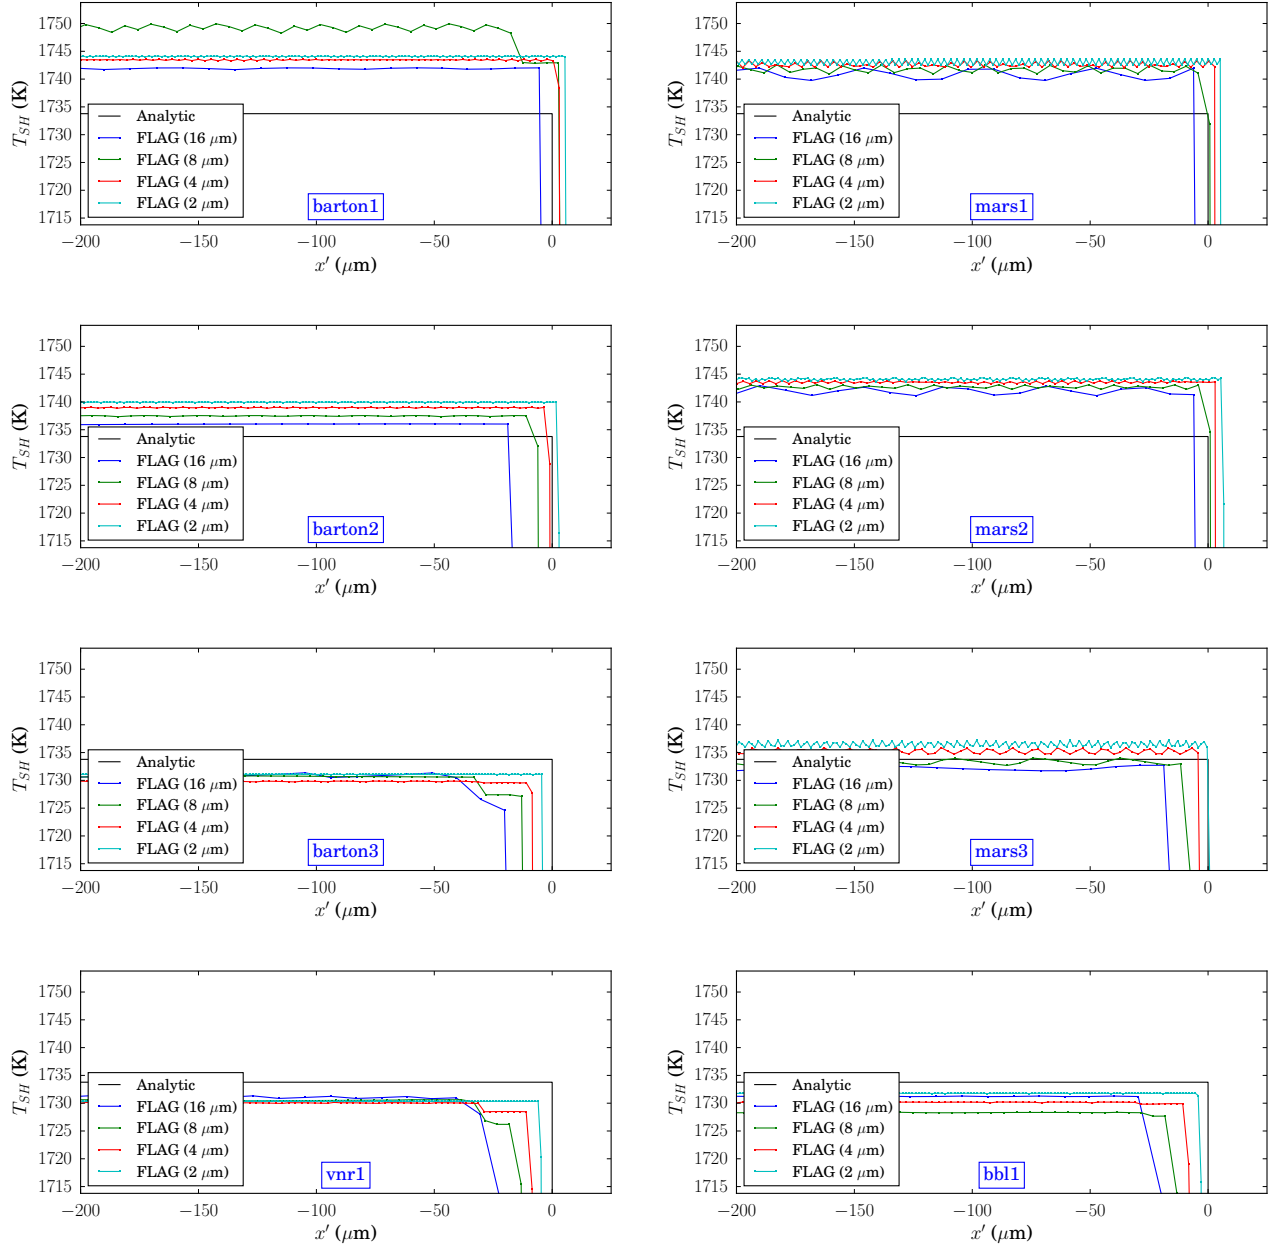 1750
1745
1740
1735
1730
1725
1720
1715
T_SH (K)
Analytic
FLAG (16 μm)
FLAG (8 μm)
FLAG (4 μm)
FLAG (2 μm)
barton1
−200 −150 −100 −50 0
x′ (μm)
1750
1745
1740
1735
1730
1725
1720
1715
T_SH (K)
Analytic
FLAG (16 μm)
FLAG (8 μm)
FLAG (4 μm)
FLAG (2 μm)
mars1
−200 −150 −100 −50 0
x′ (μm)
1750
1745
1740
1735
1730
1725
1720
1715
T_SH (K)
Analytic
FLAG (16 μm)
FLAG (8 μm)
FLAG (4 μm)
FLAG (2 μm)
barton2
−200 −150 −100 −50 0
x′ (μm)
1750
1745
1740
1735
1730
1725
1720
1715
T_SH (K)
Analytic
FLAG (16 μm)
FLAG (8 μm)
FLAG (4 μm)
FLAG (2 μm)
mars2
−200 −150 −100 −50 0
x′ (μm)
1750
1745
1740
1735
1730
1725
1720
1715
T_SH (K)
Analytic
FLAG (16 μm)
FLAG (8 μm)
FLAG (4 μm)
FLAG (2 μm)
barton3
−200 −150 −100 −50 0
x′ (μm)
1750
1745
1740
1735
1730
1725
1720
1715
T_SH (K)
Analytic
FLAG (16 μm)
FLAG (8 μm)
FLAG (4 μm)
FLAG (2 μm)
mars3
−200 −150 −100 −50 0
x′ (μm)
1750
1745
1740
1735
1730
1725
1720
1715
T_SH (K)
Analytic
FLAG (16 μm)
FLAG (8 μm)
FLAG (4 μm)
FLAG (2 μm)
vnr1
−200 −150 −100 −50 0
x′ (μm)
1750
1745
1740
1735
1730
1725
1720
1715
T_SH (K)
Analytic
FLAG (16 μm)
FLAG (8 μm)
FLAG (4 μm)
FLAG (2 μm)
bbl1
−200 −150 −100 −50 0
x′ (μm)